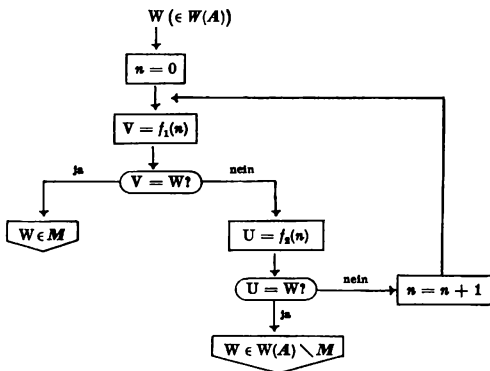 W (∈ W(A))
n = 0
V = f₁(n)
ja
nein
V = W?
W ∈ M
U = f₂(n)
nein
U = W?
n = n + 1
ja
W ∈ W(A) \ M